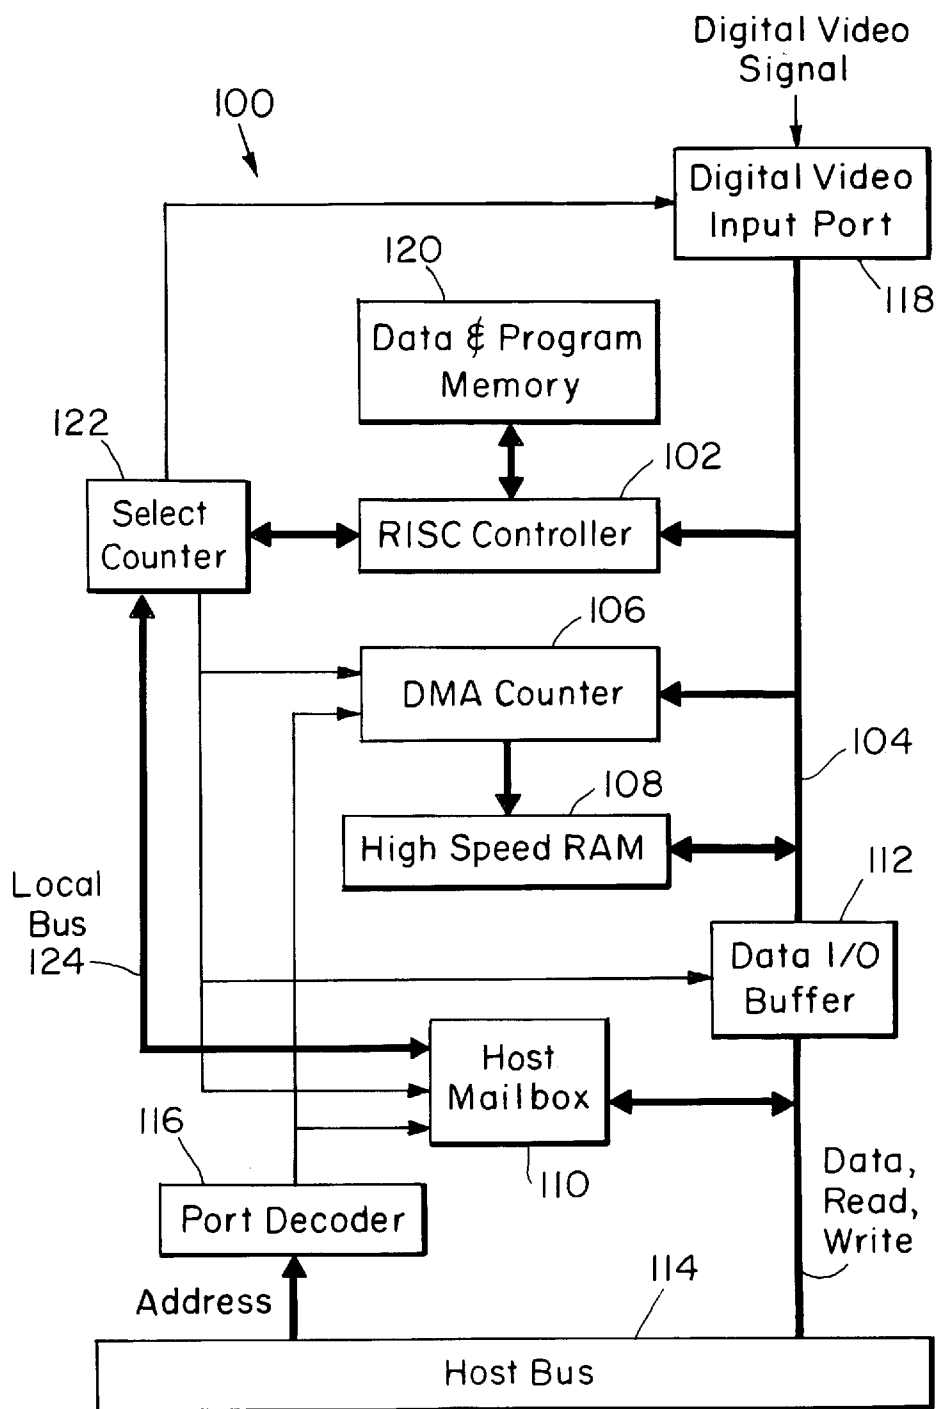 Digital Video
Signal
100
Digital Video
Input Port
118
120
Data & Program
Memory
122
Select
Counter
102
RISC Controller
106
DMA Counter
104
108
High Speed RAM
112
Local
Bus
124
Data I/O
Buffer
Host
Mailbox
116
110
Port Decoder
Data,
Read,
Write
Address
114
Host Bus